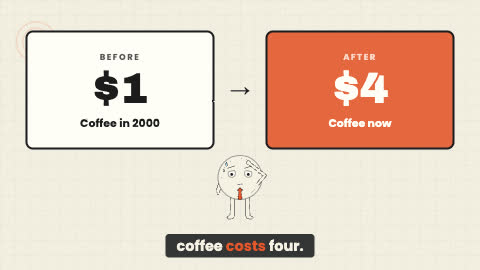 BEFORE
$1
Coffee in 2000
→
AFTER
$4
Coffee now
coffee costs four.